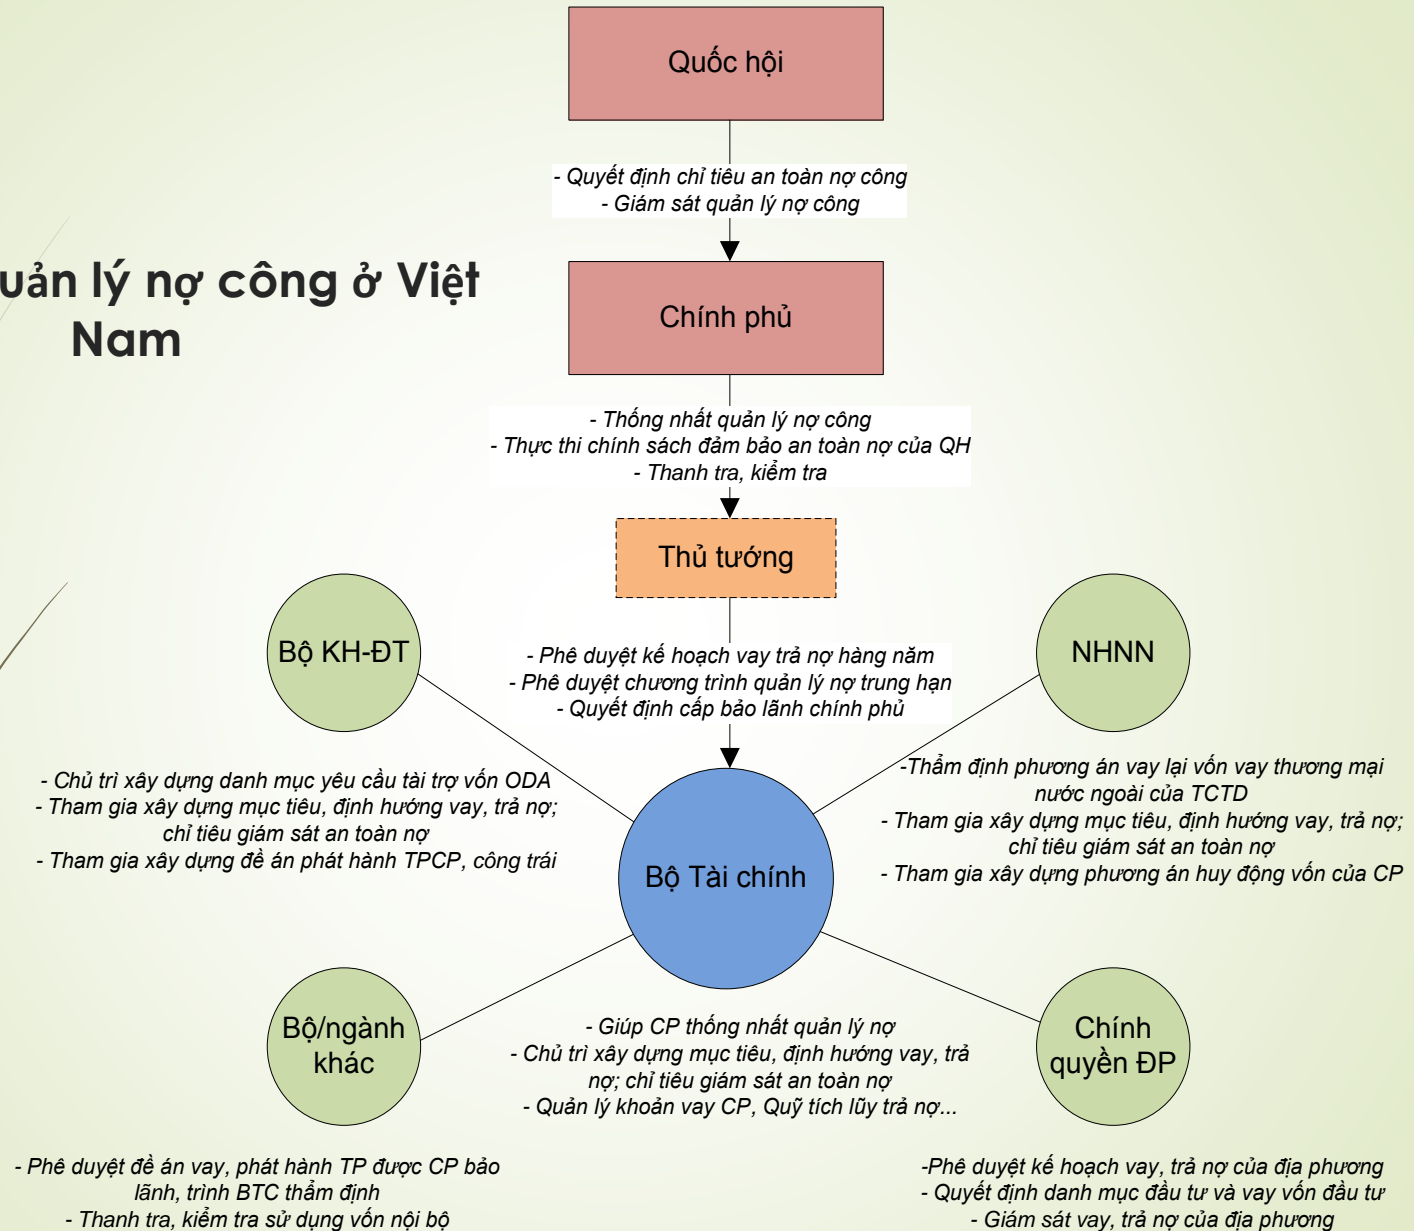 Quốc hội
- Quyết định chỉ tiêu an toàn nợ công
- Giám sát quản lý nợ công
uản lý nợ công ở Việt
Nam
Chính phủ
- Thống nhất quản lý nợ công
- Thực thi chính sách đảm bảo an toàn nợ của QH
- Thanh tra, kiểm tra
Thủ tướng
Bộ KH-ĐT
- Phê duyệt kế hoạch vay trả nợ hàng năm
- Phê duyệt chương trình quản lý nợ trung hạn
- Quyết định cấp bảo lãnh chính phủ
NHNN
- Chủ trì xây dựng danh mục yêu cầu tài trợ vốn ODA
- Tham gia xây dựng mục tiêu, định hướng vay, trả nợ;
chỉ tiêu giám sát an toàn nợ
- Tham gia xây dựng đề án phát hành TPCP, công trái
Bộ Tài chính
-Thẩm định phương án vay lại vốn vay thương mại
nước ngoài của TCTD
- Tham gia xây dựng mục tiêu, định hướng vay, trả nợ;
chỉ tiêu giám sát an toàn nợ
- Tham gia xây dựng phương án huy động vốn của CP
Bộ/ngành
khác
- Giúp CP thống nhất quản lý nợ
- Chủ trì xây dựng mục tiêu, định hướng vay, trả
nợ; chỉ tiêu giám sát an toàn nợ
- Quản lý khoản vay CP, Quỹ tích lũy trả nợ...
Chính
quyền ĐP
- Phê duyệt đề án vay, phát hành TP được CP bảo
lãnh, trình BTC thẩm định
- Thanh tra, kiểm tra sử dụng vốn nội bộ
-Phê duyệt kế hoạch vay, trả nợ của địa phương
- Quyết định danh mục đầu tư và vay vốn đầu tư
- Giám sát vay, trả nợ của địa phương